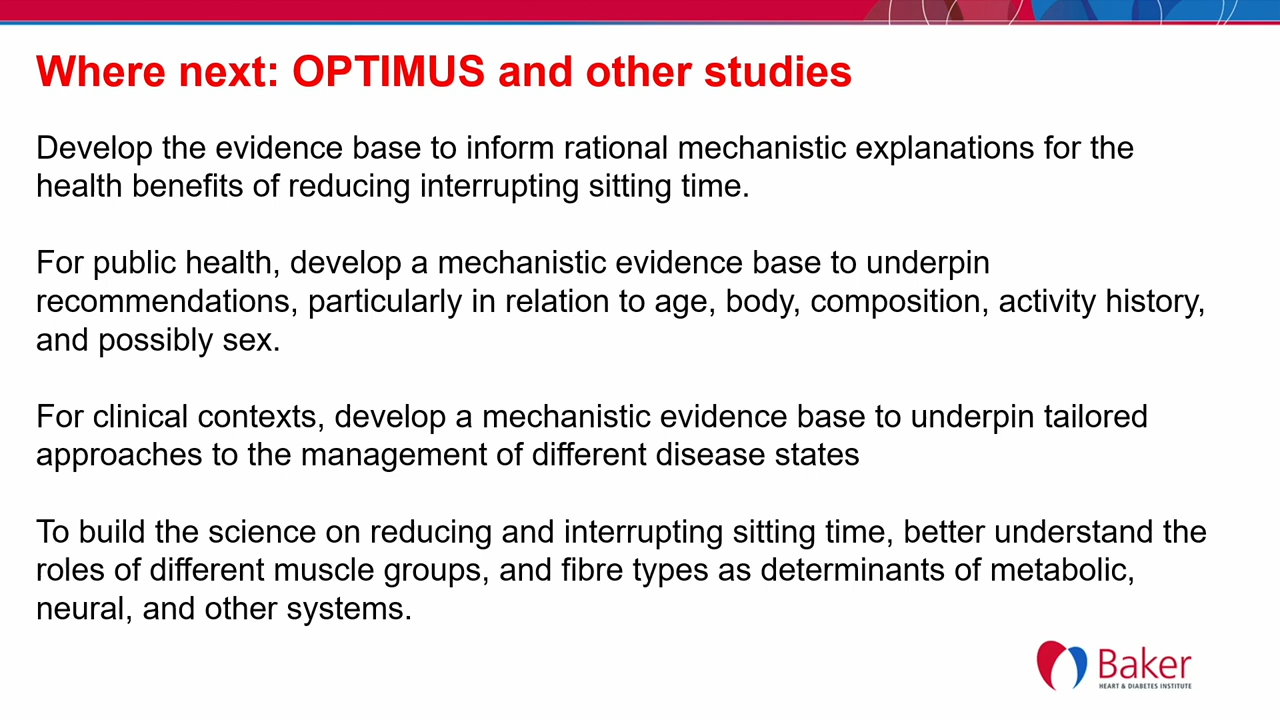 Where next: OPTIMUS and other studies
Develop the evidence base to inform rational mechanistic explanations for the
health benefits of reducing interrupting sitting time.
For public health, develop a mechanistic evidence base to underpin
recommendations, particularly in relation to age, body, composition, activity history,
and possibly sex.
For clinical contexts, develop a mechanistic evidence base to underpin tailored
approaches to the management of different disease states
To build the science on reducing and interrupting sitting time, better understand the
roles of different muscle groups, and fibre types as determinants of metabolic,
neural, and other systems.
Baker
HEART & DIABETES INSTITUTE